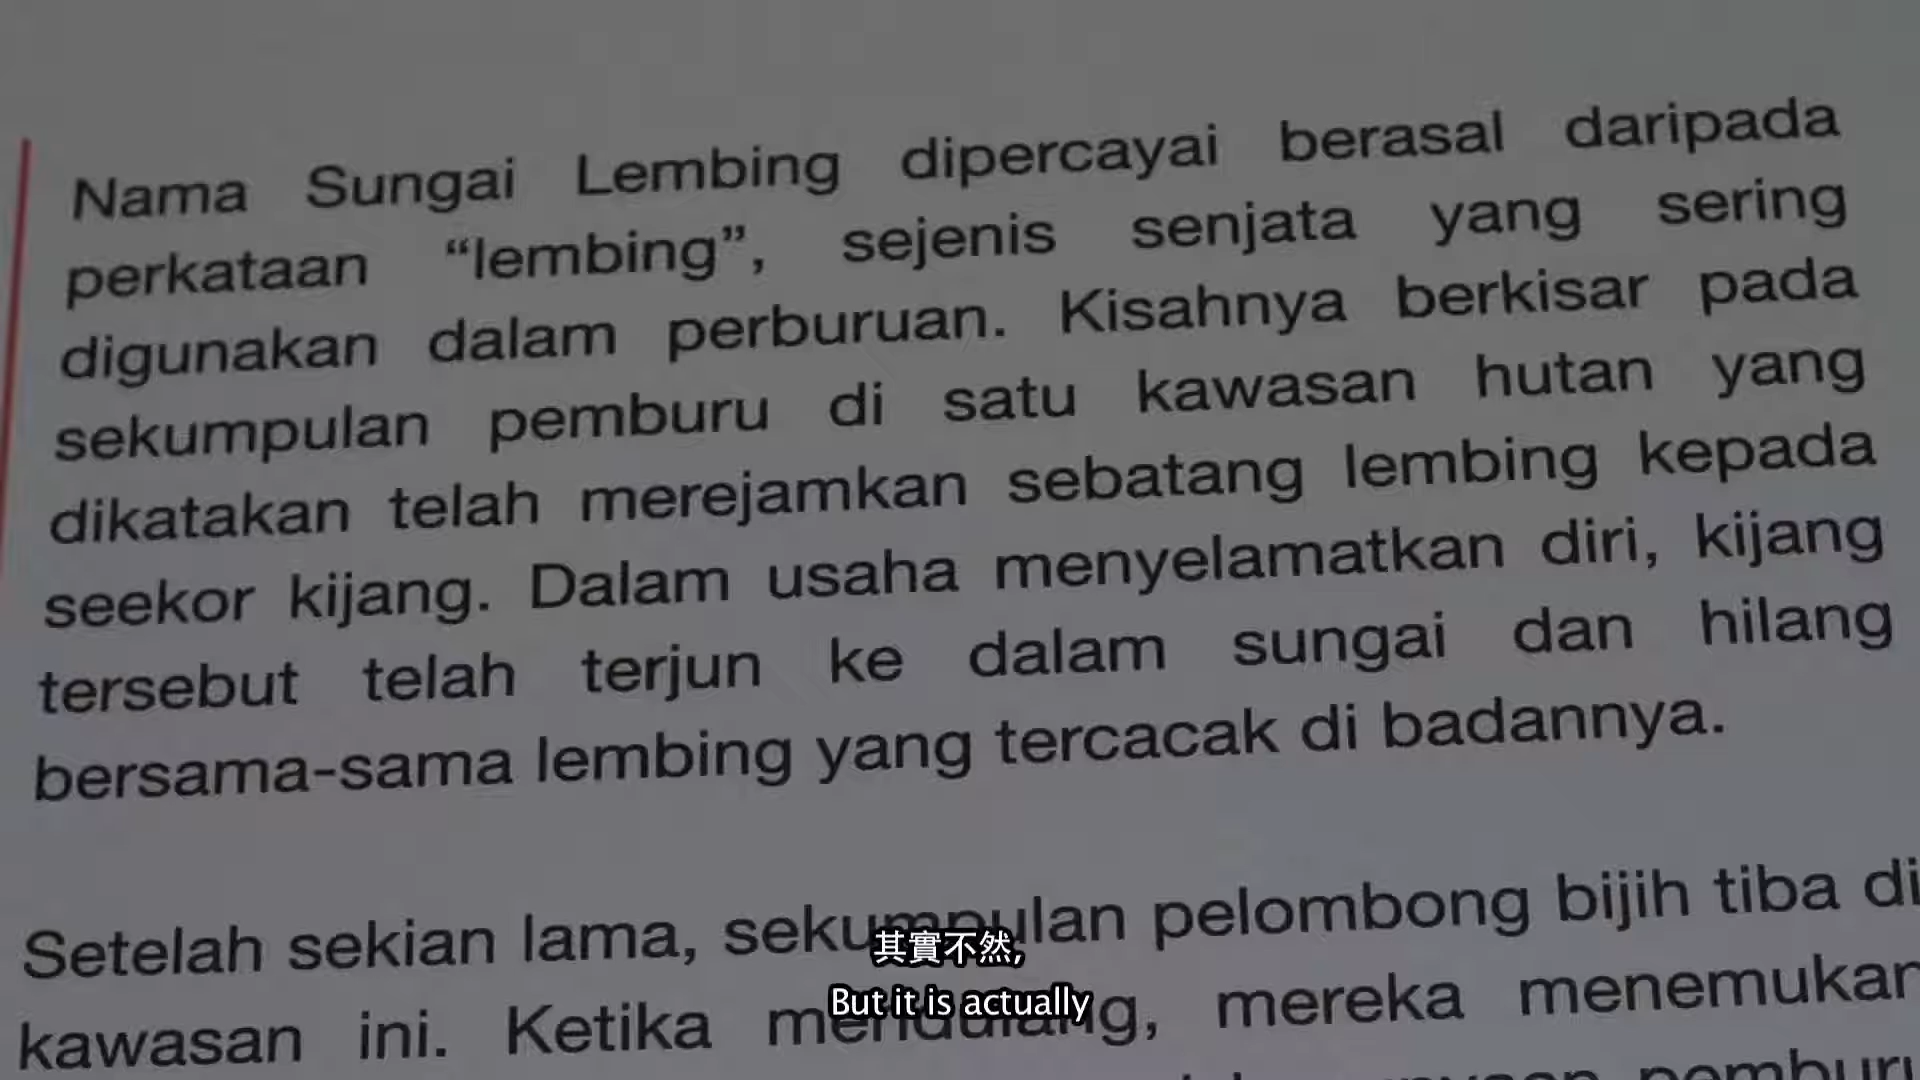 Nama Sungai Lembing dipercayai berasal daripada
perkataan “lembing”, sejenis senjata yang sering
digunakan dalam perburuan. Kisahnya berkisar pada
sekumpulan pemburu di satu kawasan hutan yang
dikatakan telah merejamkan sebatang lembing kepada
seekor kijang. Dalam usaha menyelamatkan diri, kijang
tersebut telah terjun ke dalam sungai dan hilang
bersama-sama lembing yang tercacak di badannya.
Setelah sekian lama, sekumpulan pelombong bijih tiba di
kawasan ini. Ketika mendulang, mereka menemukan
其實不然,
But it is actually